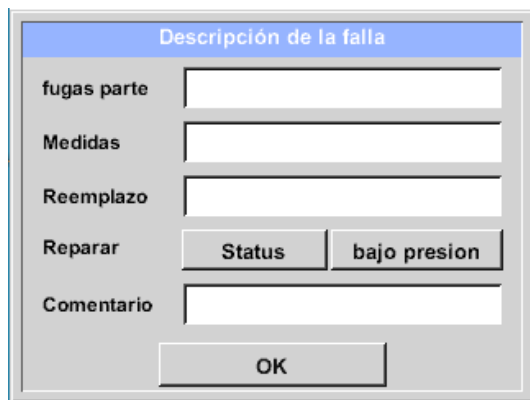 Descripción de la falla
fugas parte
Medidas
Reemplazo
Reparar Status bajo presion
Comentario
OK